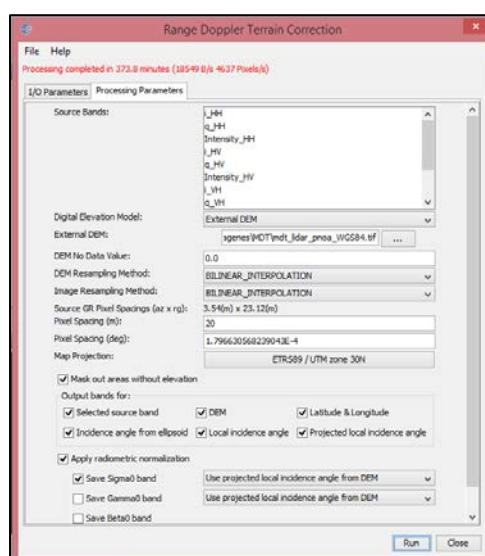 Range Doppler Terrain Correction
File Help
Processing completed in 373.8 minutes (18549 B/s 4637 Pixels/s)
I/O Parameters Processing Parameters
Source Bands: i_HH
q_HH
Intensity_HH
i_HV
q_HV
Intensity_HV
i_VH
q_VH
Digital Elevation Model: External DEM
External DEM: agenes\MDT\mdt_lidar_pnoa_WGS84.tif ...
DEM No Data Value: 0.0
DEM Resampling Method: BILINEAR_INTERPOLATION
Image Resampling Method: BILINEAR_INTERPOLATION
Source GR Pixel Spacings (az x rg): 3.54(m) x 23.12(m)
Pixel Spacing (m): 20
Pixel Spacing (deg): 1.796630568239043E-4
Map Projection: ETRS89 / UTM zone 30N
Mask out areas without elevation
Output bands for:
Selected source band DEM Latitude & Longitude
Incidence angle from ellipsoid Local incidence angle Projected local incidence angle
Apply radiometric normalization
Save Sigma0 band Use projected local incidence angle from DEM
Save Gamma0 band Use projected local incidence angle from DEM
Save Beta0 band
Run Close